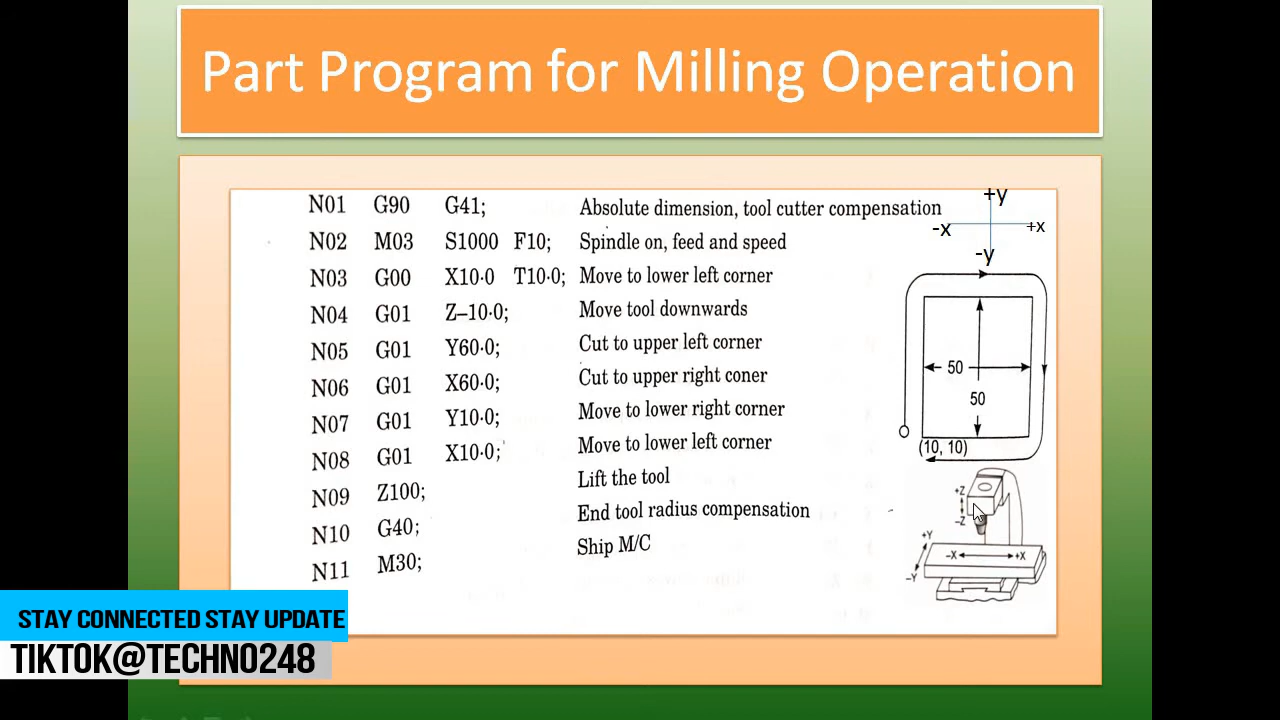 Part Program for Milling Operation
N01 G90 G41; Absolute dimension, tool cutter compensation
N02 M03 S1000 F10; Spindle on, feed and speed
N03 G00 X10·0 T10·0; Move to lower left corner
N04 G01 Z–10·0; Move tool downwards
N05 G01 Y60·0; Cut to upper left corner
N06 G01 X60·0; Cut to upper right coner
N07 G01 Y10·0; Move to lower right corner
N08 G01 X10·0; Move to lower left corner
N09 Z100; Lift the tool
N10 G40; End tool radius compensation
N11 M30; Ship M/C
+y
-x +x
-y
50
50
(10, 10)
+Z
–Z
+Y
–X +X
–Y
STAY CONNECTED STAY UPDATE
TIKTOK@TECHNO248